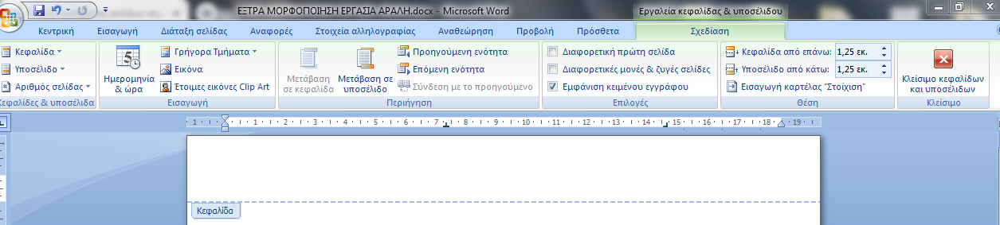 ΕΞΤΡΑ ΜΟΡΦΟΠΟΙΗΣΗ ΕΡΓΑΣΙΑ ΑΡΑΛΗ.docx - Microsoft Word
Εργαλεία κεφαλίδας & υποσέλιδου
Κεντρική Εισαγωγή Διάταξη σελίδας Αναφορές Στοιχεία αλληλογραφίας Αναθεώρηση Προβολή Πρόσθετα Σχεδίαση
Κεφαλίδα
Υποσέλιδο
Αριθμός σελίδας
Κεφαλίδες & υποσέλιδα
Ημερομηνία
& ώρα
Γρήγορα Τμήματα
Εικόνα
Έτοιμες εικόνες Clip Art
Εισαγωγή
Μετάβαση
σε κεφαλίδα
Μετάβαση σε
υποσέλιδο
Προηγούμενη ενότητα
Επόμενη ενότητα
Σύνδεση με το προηγούμενο
Περιήγηση
Διαφορετική πρώτη σελίδα
Διαφορετικές μονές & ζυγές σελίδες
Εμφάνιση κειμένου εγγράφου
Επιλογές
Κεφαλίδα από επάνω: 1,25 εκ.
Υποσέλιδο από κάτω: 1,25 εκ.
Εισαγωγή καρτέλας "Στοίχιση"
Θέση
Κλείσιμο κεφαλίδων
και υποσέλιδων
Κλείσιμο
1 1 2 3 4 5 6 7 8 9 10 11 12 13 14 15 16 17 18 19
Κεφαλίδα